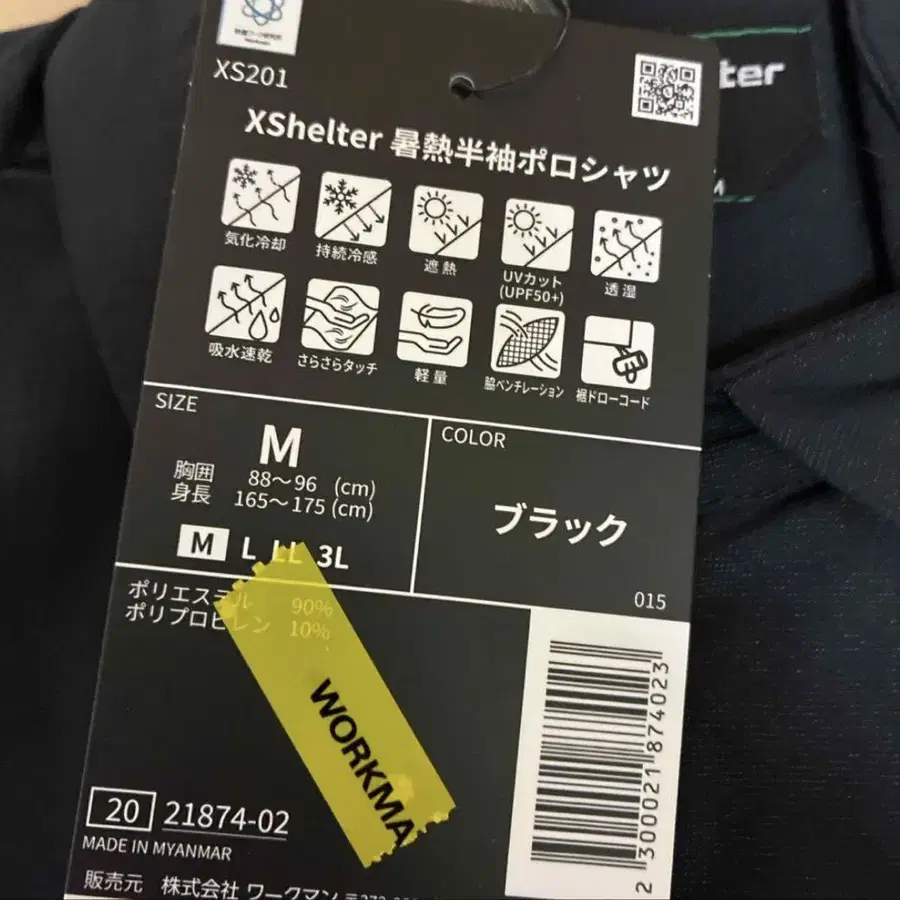 XS201
XShelter 暑熱半袖ポロシャツ
気化冷却
持続冷感
遮熱
UVカット
(UPF50+)
透湿
吸水速乾
さらさらタッチ
軽量
脇ベンチレーション
裾ドローコード
SIZE
M
胸囲 88～96 (cm)
身長 165～175 (cm)
M L LL 3L
COLOR
ブラック
015
ポリエステル 90%
ポリプロピレン 10%
WORKMA
20 21874-02
MADE IN MYANMAR
販売元 株式会社 ワークマン
2300021874023
lter
M